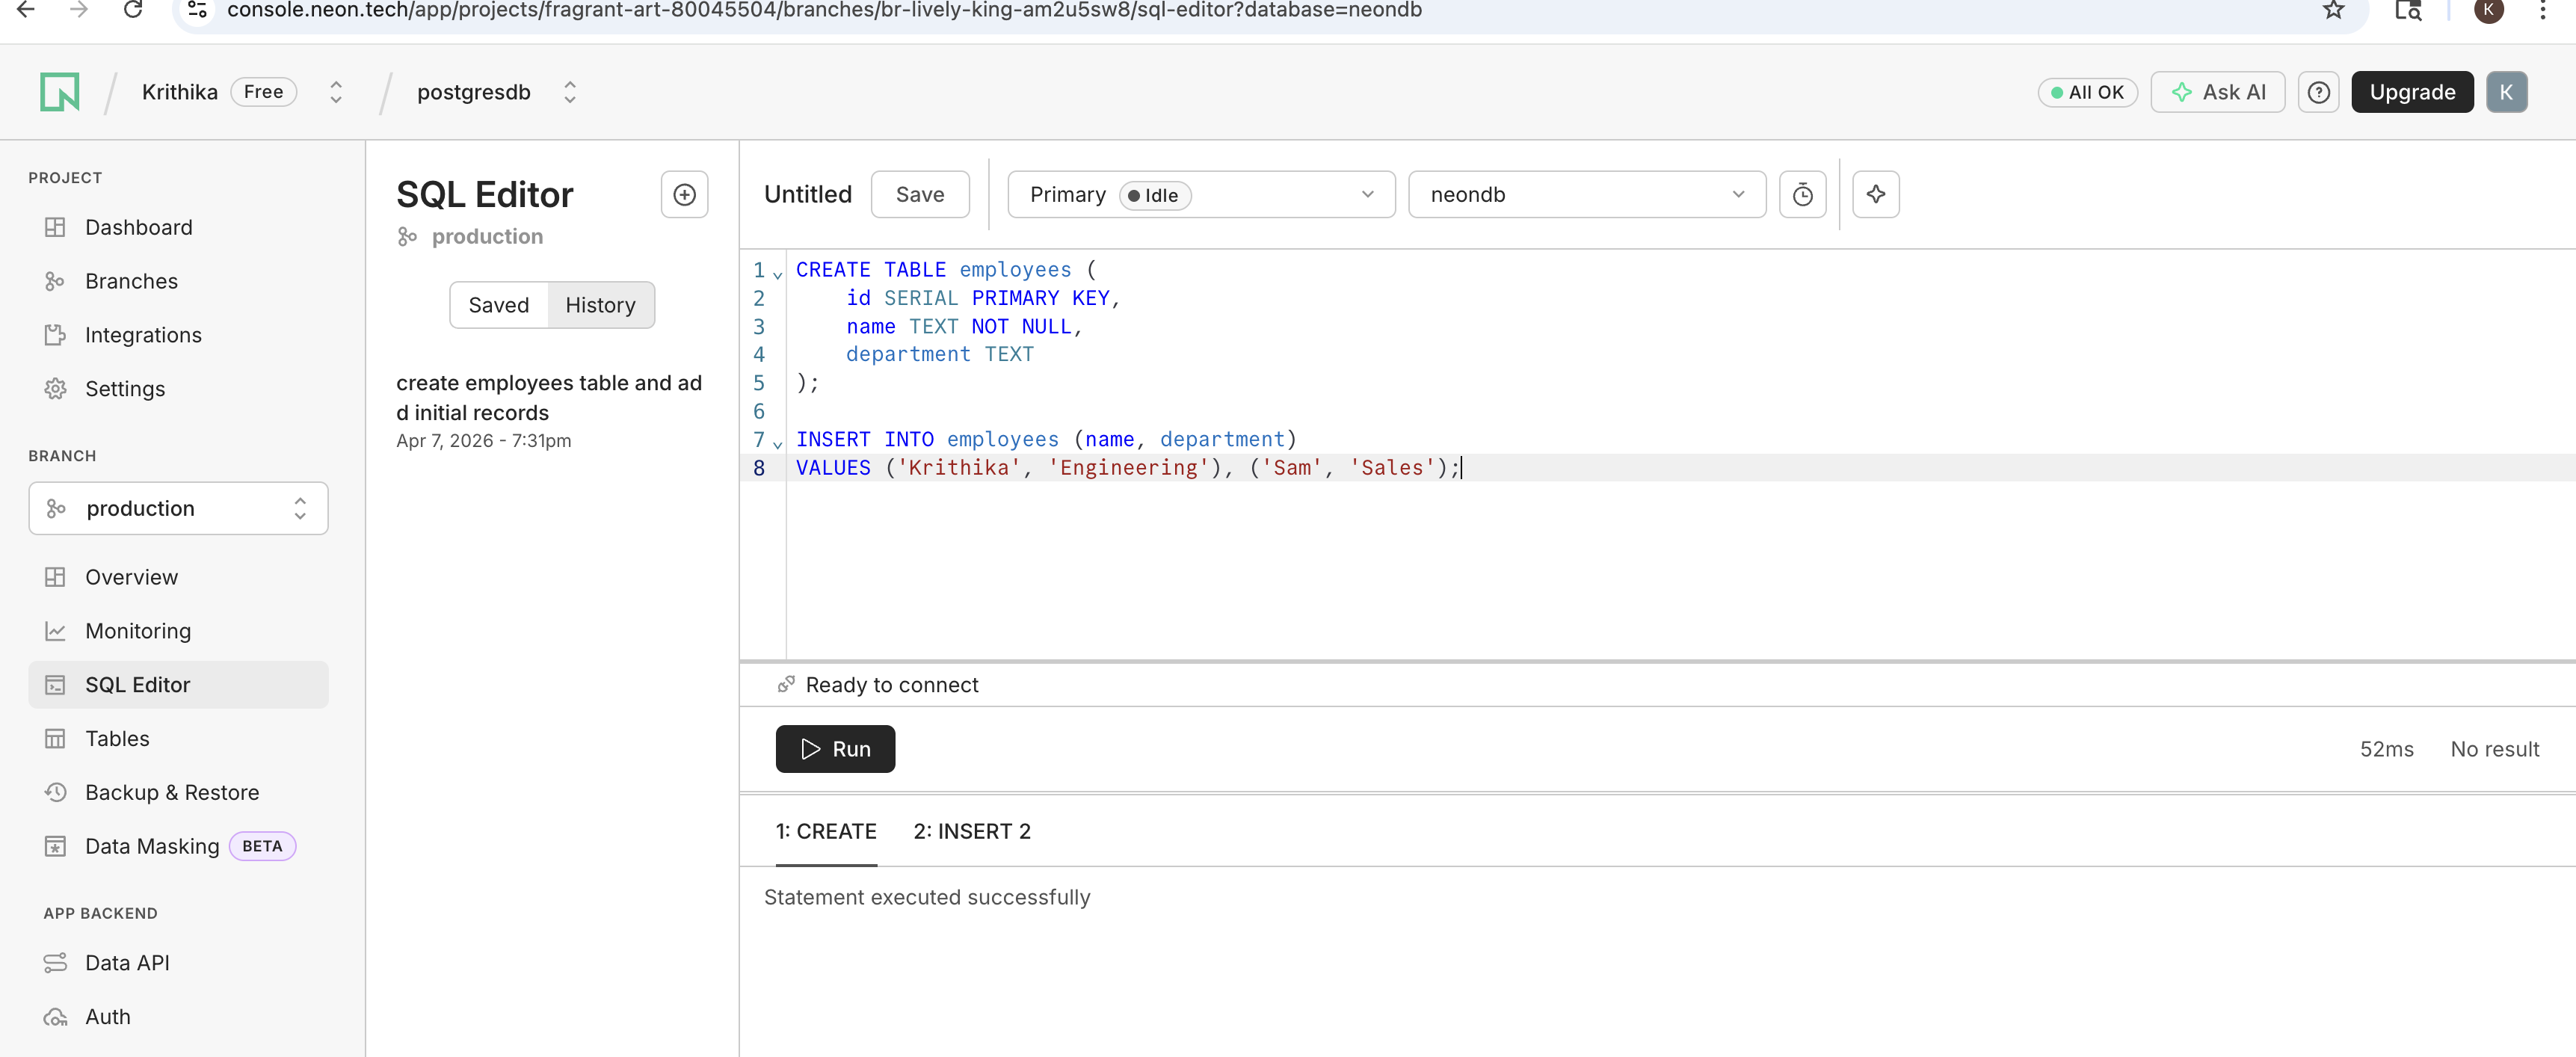 console.neon.tech/app/projects/fragrant-art-80045504/branches/br-lively-king-am2u5sw8/sql-editor?database=neondb
K
Krithika Free
postgresdb
All OK
Ask AI
Upgrade
K
PROJECT
Dashboard
Branches
Integrations
Settings
BRANCH
production
Overview
Monitoring
SQL Editor
Tables
Backup & Restore
Data Masking BETA
APP BACKEND
Data API
Auth
SQL Editor
production
Saved
History
create employees table and ad
d initial records
Apr 7, 2026 - 7:31pm
Untitled
Save
Primary Idle
neondb
1 CREATE TABLE employees (
2     id SERIAL PRIMARY KEY,
3     name TEXT NOT NULL,
4     department TEXT
5 );
6
7 INSERT INTO employees (name, department)
8 VALUES ('Krithika', 'Engineering'), ('Sam', 'Sales');
Ready to connect
Run
52ms
No result
1: CREATE
2: INSERT 2
Statement executed successfully